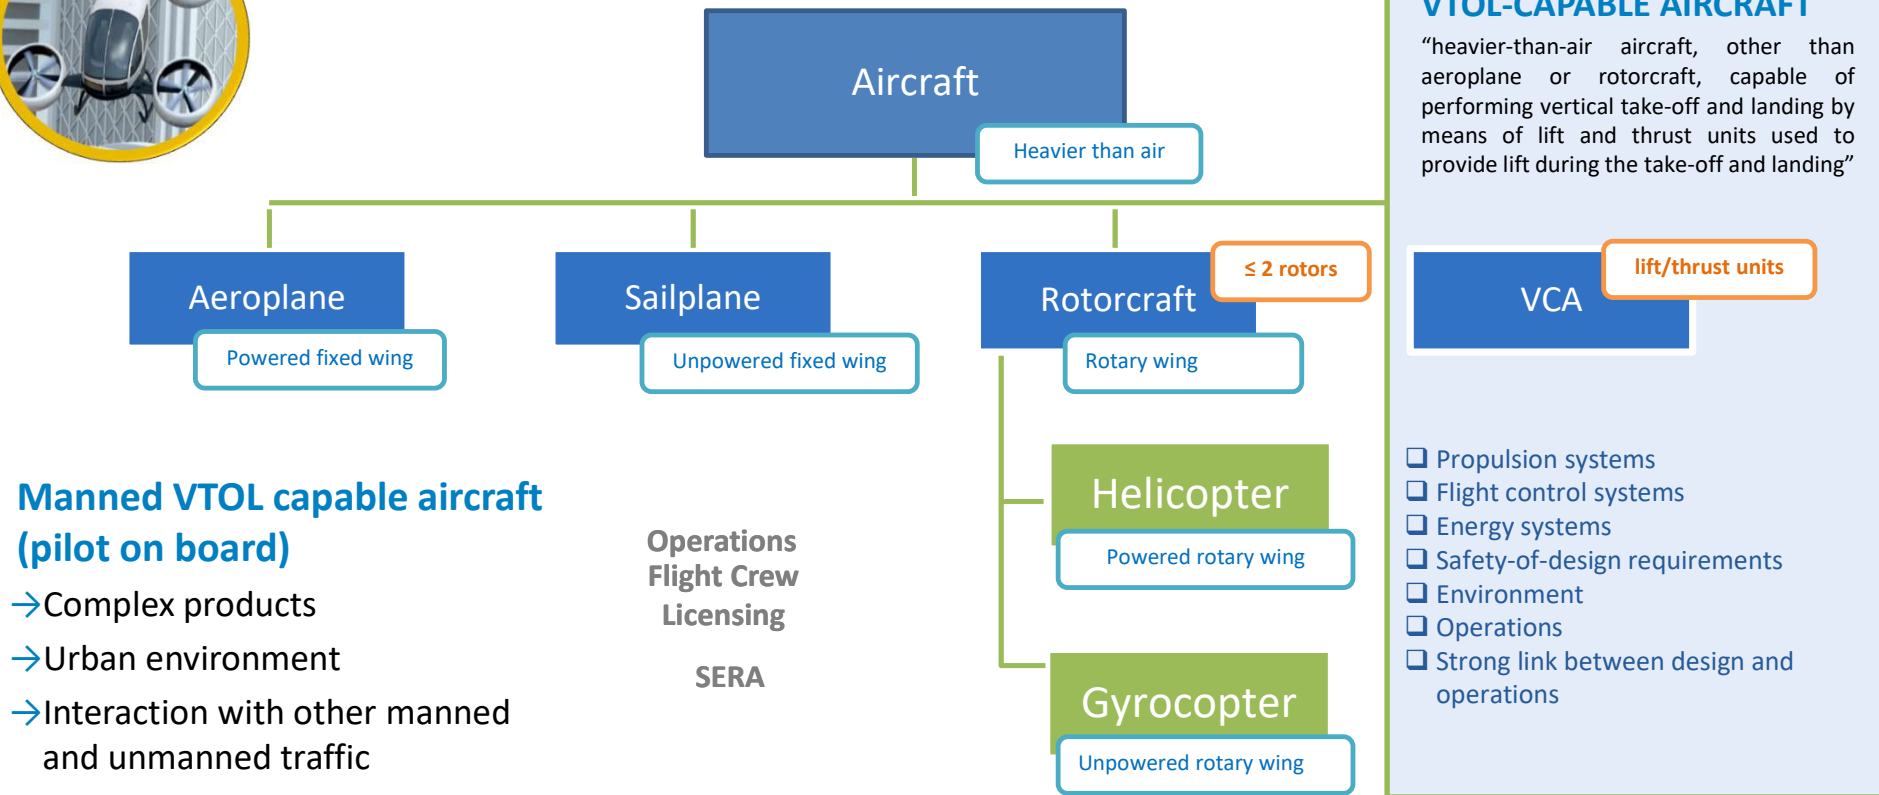 Aircraft
Heavier than air
Aeroplane
Powered fixed wing
Sailplane
Unpowered fixed wing
Rotorcraft
≤ 2 rotors
Rotary wing
Helicopter
Powered rotary wing
Gyrocopter
Unpowered rotary wing
Manned VTOL capable aircraft
(pilot on board)
→Complex products
→Urban environment
→Interaction with other manned
and unmanned traffic
Operations
Flight Crew
Licensing
SERA
VTOL-CAPABLE AIRCRAFT
“heavier-than-air aircraft, other than
aeroplane or rotorcraft, capable of
performing vertical take-off and landing by
means of lift and thrust units used to
provide lift during the take-off and landing”
VCA
lift/thrust units
❑ Propulsion systems
❑ Flight control systems
❑ Energy systems
❑ Safety-of-design requirements
❑ Environment
❑ Operations
❑ Strong link between design and
operations